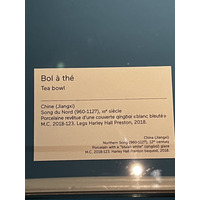 Bol à thé
Tea bowl
Chine (Jiangxi)
Song du Nord (960-1127), XIIe siècle
Porcelaine revêtue d'une couverte qingbai «blanc bleuté»
M.C. 2018-123. Legs Harley Hall Preston, 2018.
China (Jiangxi)
Northern Song (960-1127), 12th century
Porcelain with a "bluish-white" (qingbai) glaze
M.C. 2018-123. Harley Hall Preston bequest, 2018.